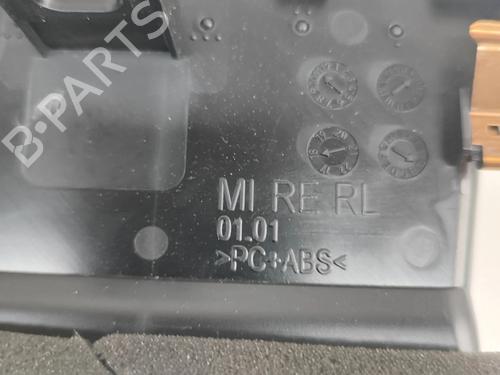 B-PARTS
MI RE RL
01.01
>PC+ABS<